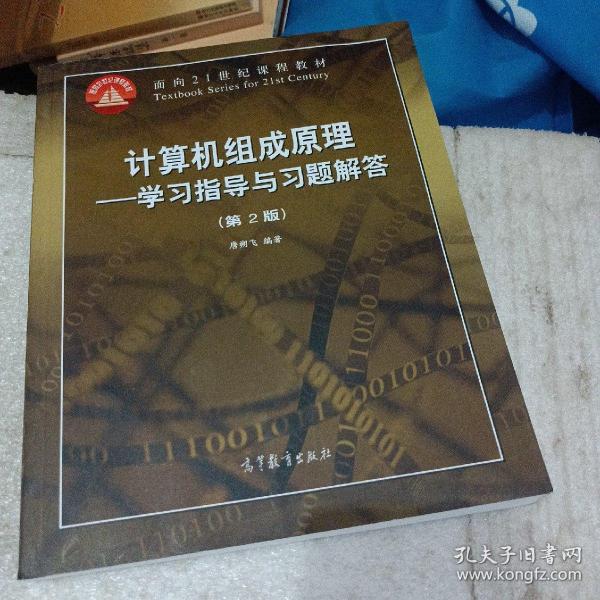 面向21世纪课程教材
Textbook Series for 21st Century
计算机组成原理
——学习指导与习题解答
(第2版)
唐朔飞 编著
高等教育出版社
孔夫子旧书网
www.kongfz.com